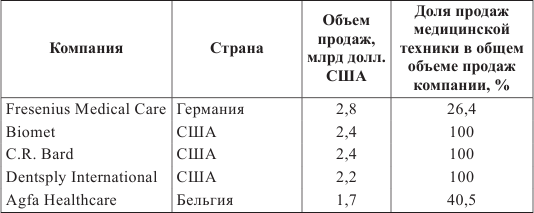 Компания
Страна
Объем
продаж,
млрд долл.
США
Доля продаж
медицинской
техники в общем
объеме продаж
компании, %
Fresenius Medical Care Германия 2,8 26,4
Biomet США 2,4 100
C.R. Bard США 2,4 100
Dentsply International США 2,2 100
Agfa Healthcare Бельгия 1,7 40,5